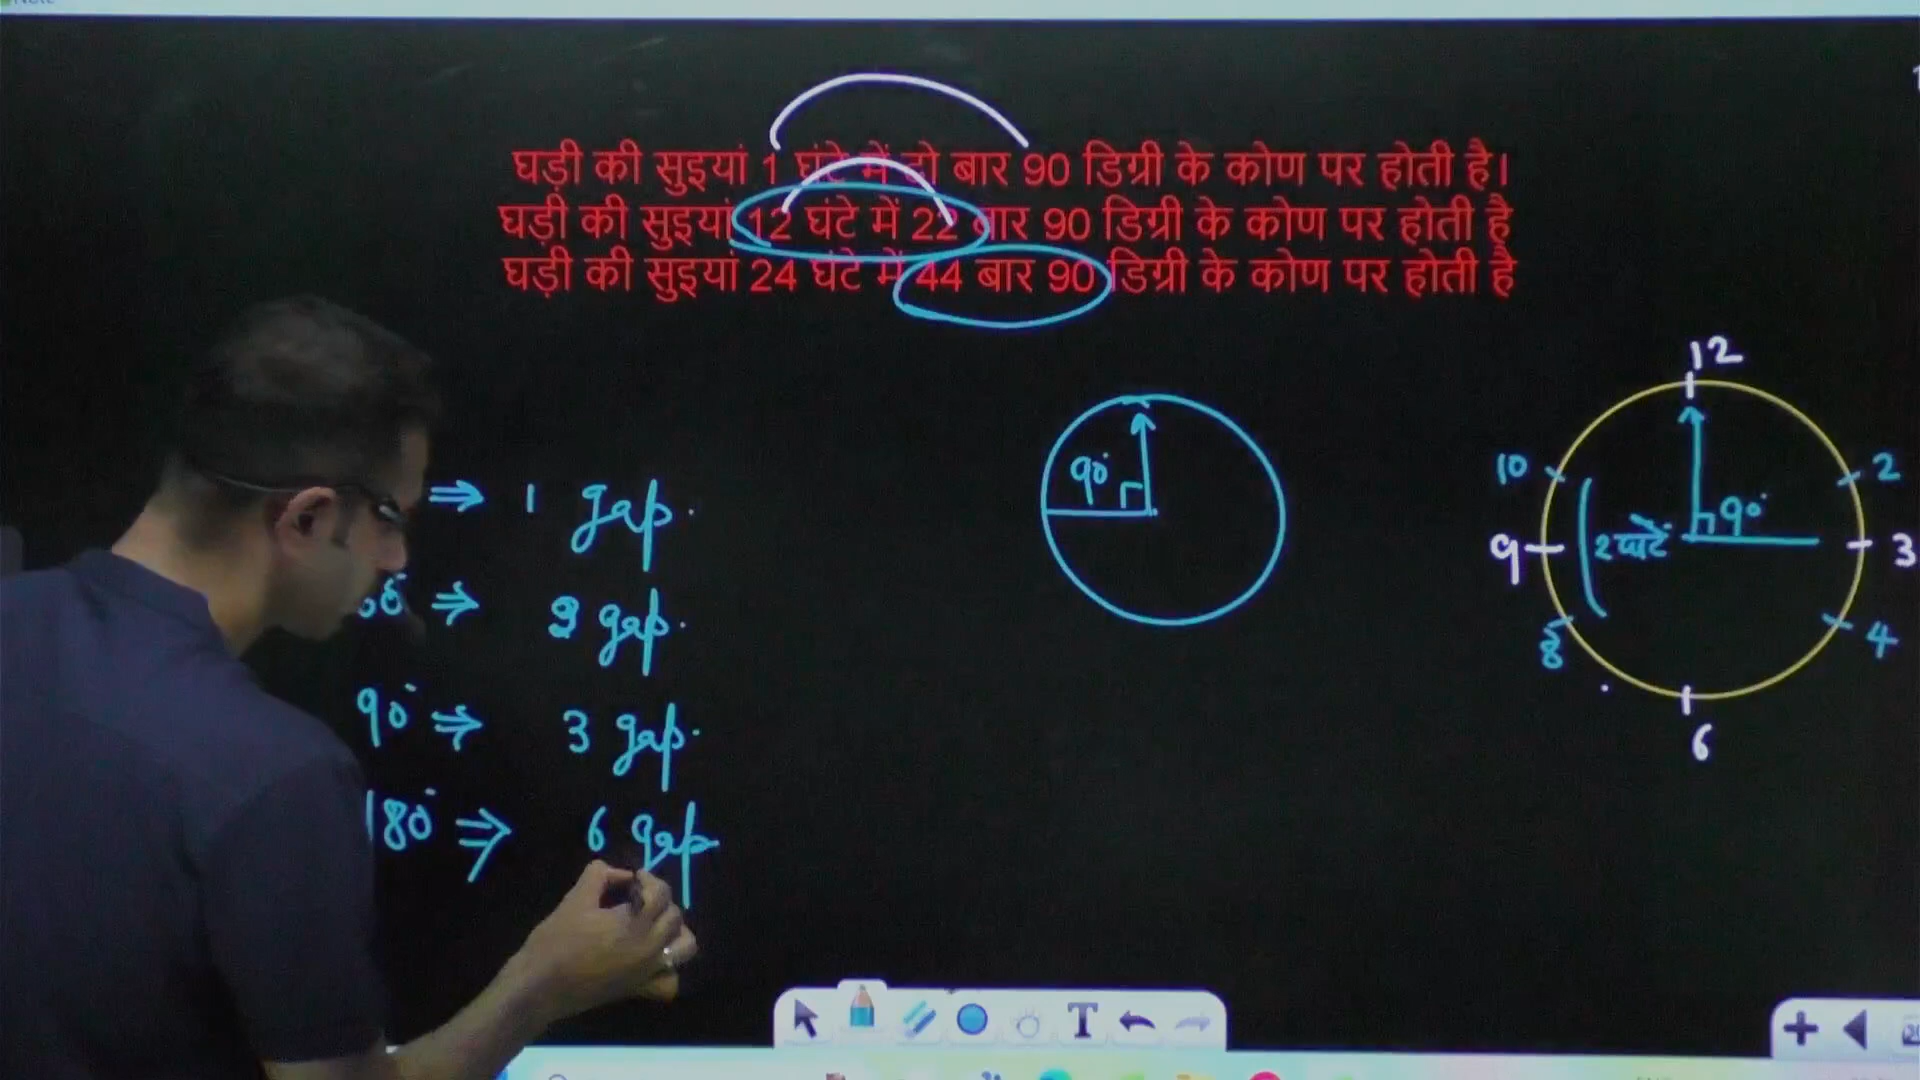 घड़ी की सुइयां 1 घंटे में दो बार 90 डिग्री के कोण पर होती है।
घड़ी की सुइयां 12 घंटे में 22 बार 90 डिग्री के कोण पर होती है
घड़ी की सुइयां 24 घंटे में 44 बार 90 डिग्री के कोण पर होती है
⇒ 1 gap.
⇒ 2 gap.
90° ⇒ 3 gap.
180° ⇒ 6 gap
90°
12
10
2
90°
9
2 घंटे
3
8
4
6
T